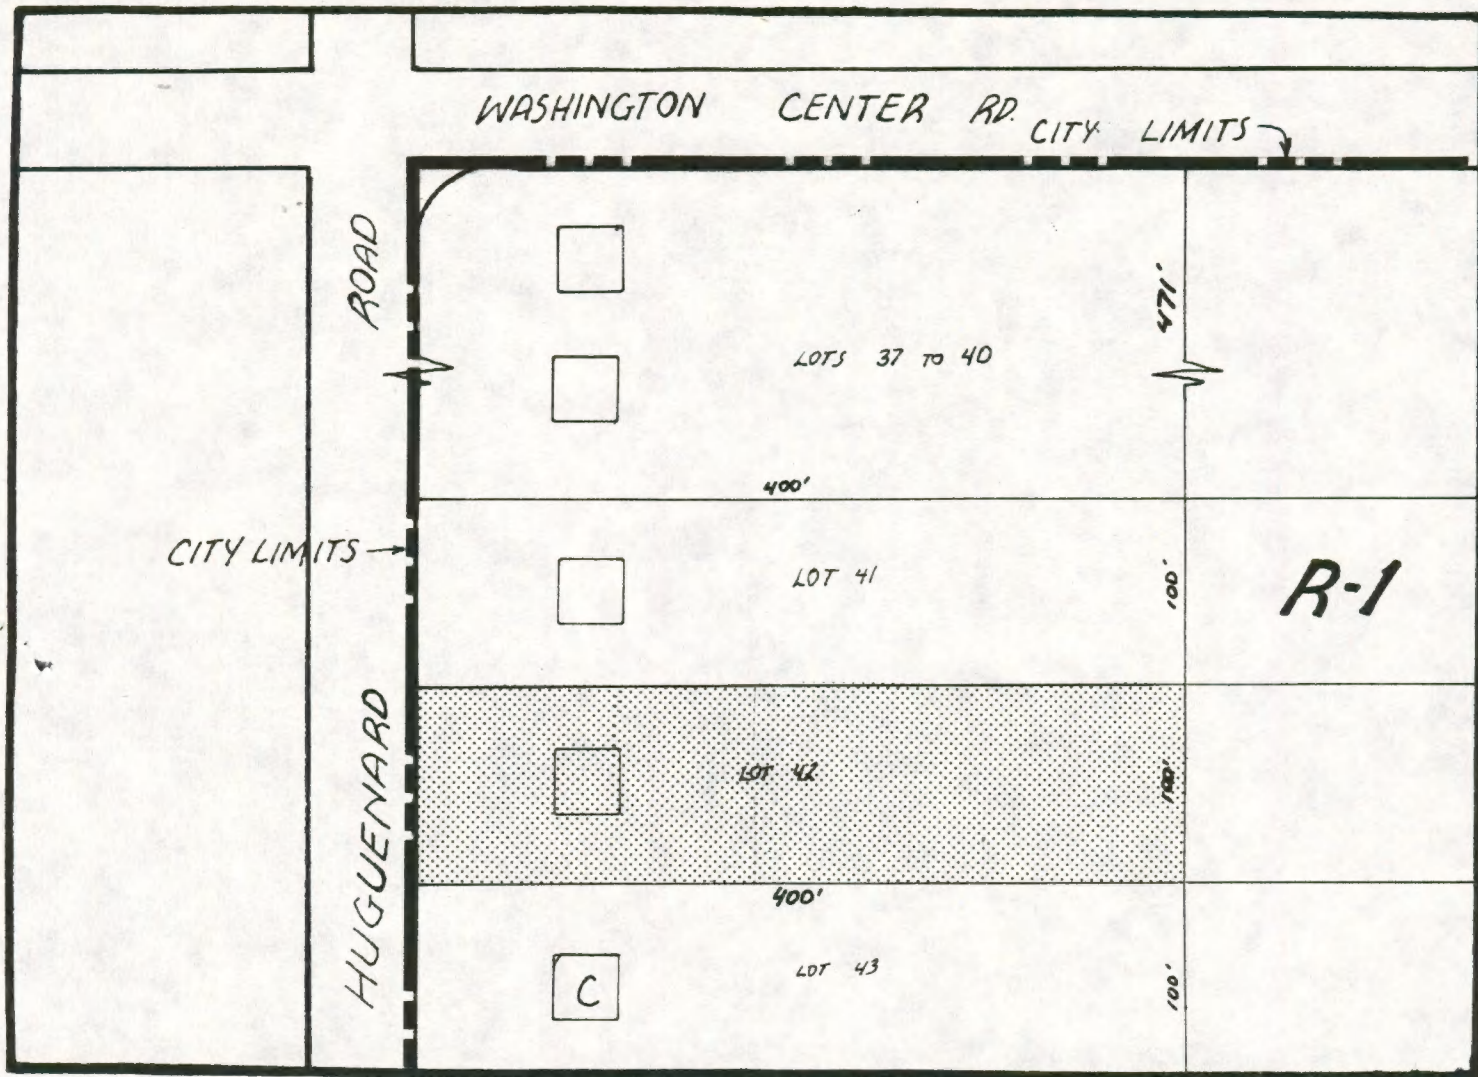 WASHINGTON CENTER RD.
CITY LIMITS
ROAD
471'
LOTS 37 TO 40
400'
CITY LIMITS
LOT 41
100'
R-1
HUGUENARD
LOT 42
100'
400'
C
LOT 43
100'